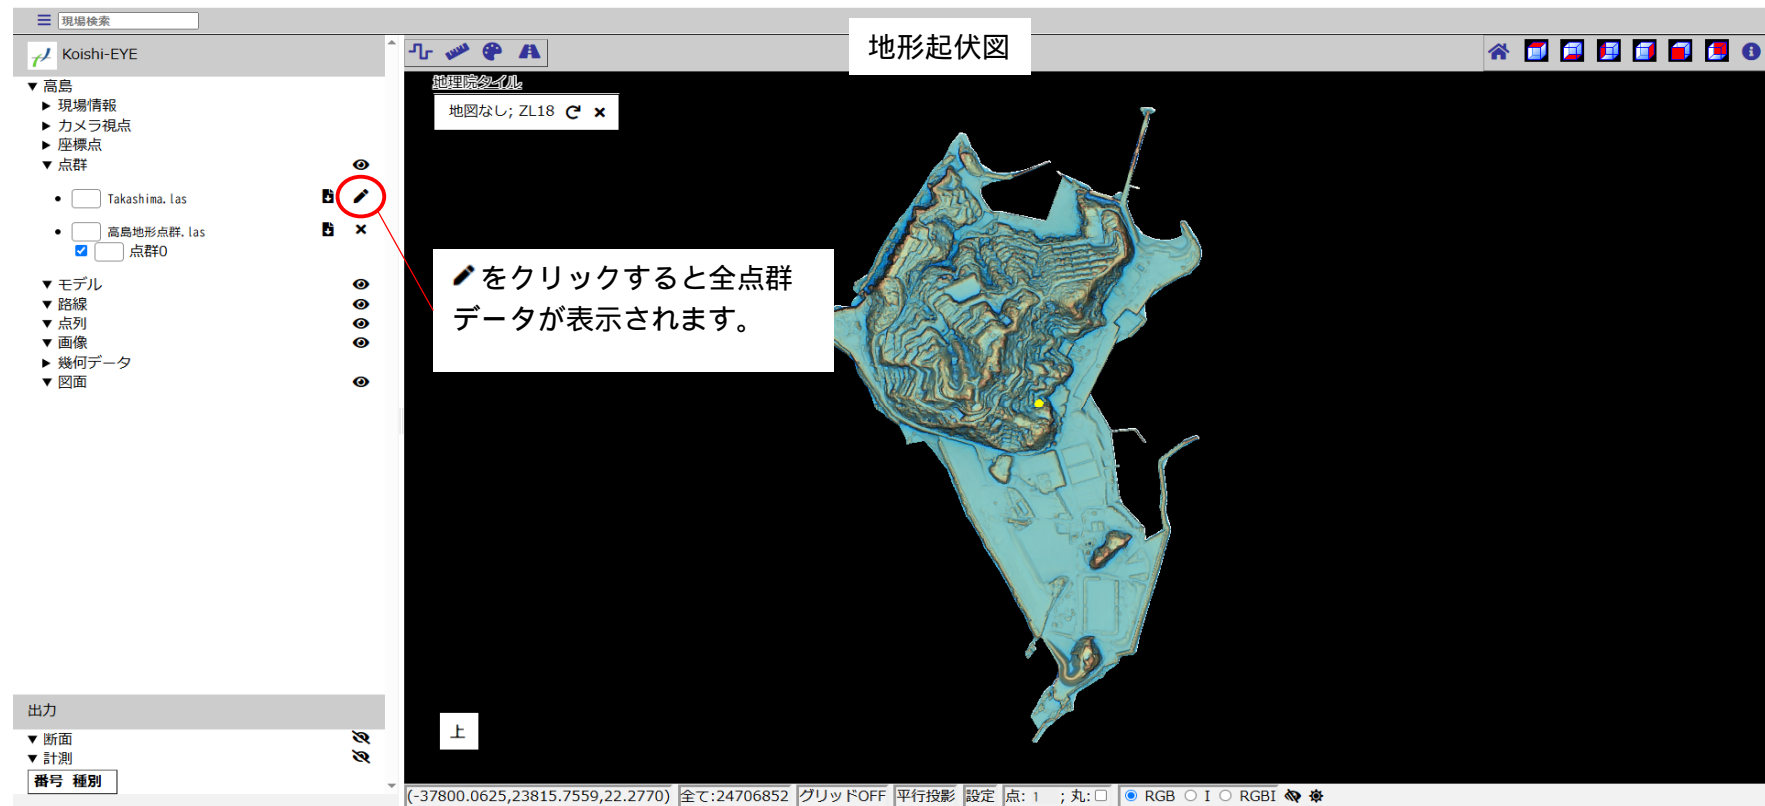 現場検索
Koishi-EYE
地形起伏図
▼ 高島
▶ 現場情報
▶ カメラ視点
▶ 座標点
▼ 点群
• Takashima.las
• 高島地形点群.las
点群0
▼ モデル
▼ 路線
▼ 点列
▼ 画像
▶ 幾何データ
▼ 図面
地理院タイル
地図なし; ZL18
をクリックすると全点群
データが表示されます。
上
出力
▼ 断面
▼ 計測
番号 種別
(-37800.0625,23815.7559,22.2770) 全て:24706852 グリッドOFF 平行投影 設定 点: 1 ; 丸: RGB I RGBI